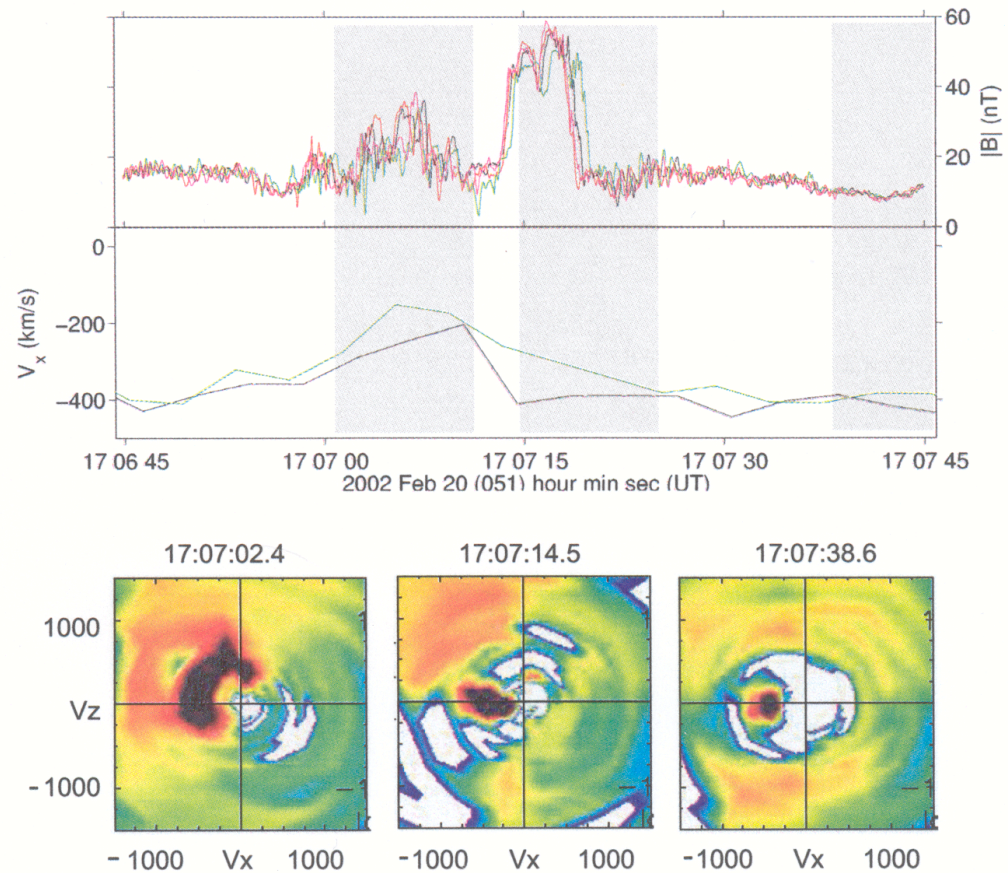 60
40
20
0
|B| (nT)
0
−200
−400
Vx (km/s)
17 06 45 17 07 00 17 07 15 17 07 30 17 07 45
2002 Feb 20 (051) hour min sec (UT)
17:07:02.4 17:07:14.5 17:07:38.6
1000
Vz
-1000
-1000 Vx 1000 -1000 Vx 1000 -1000 Vx 1000